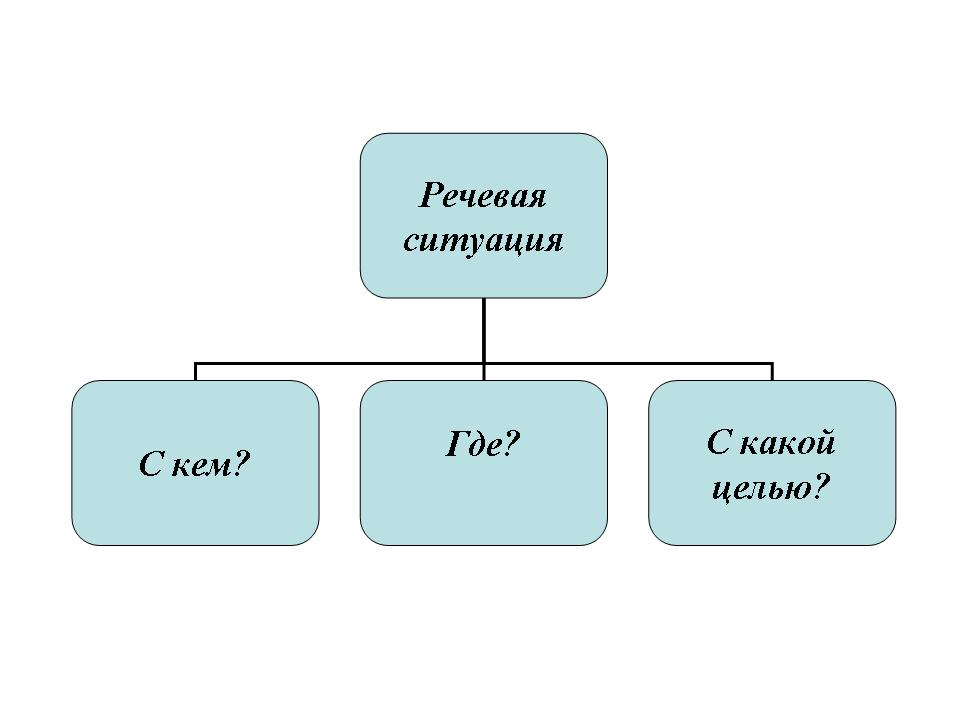 Речевая
ситуация
С кем?
Где?
С какой
целью?